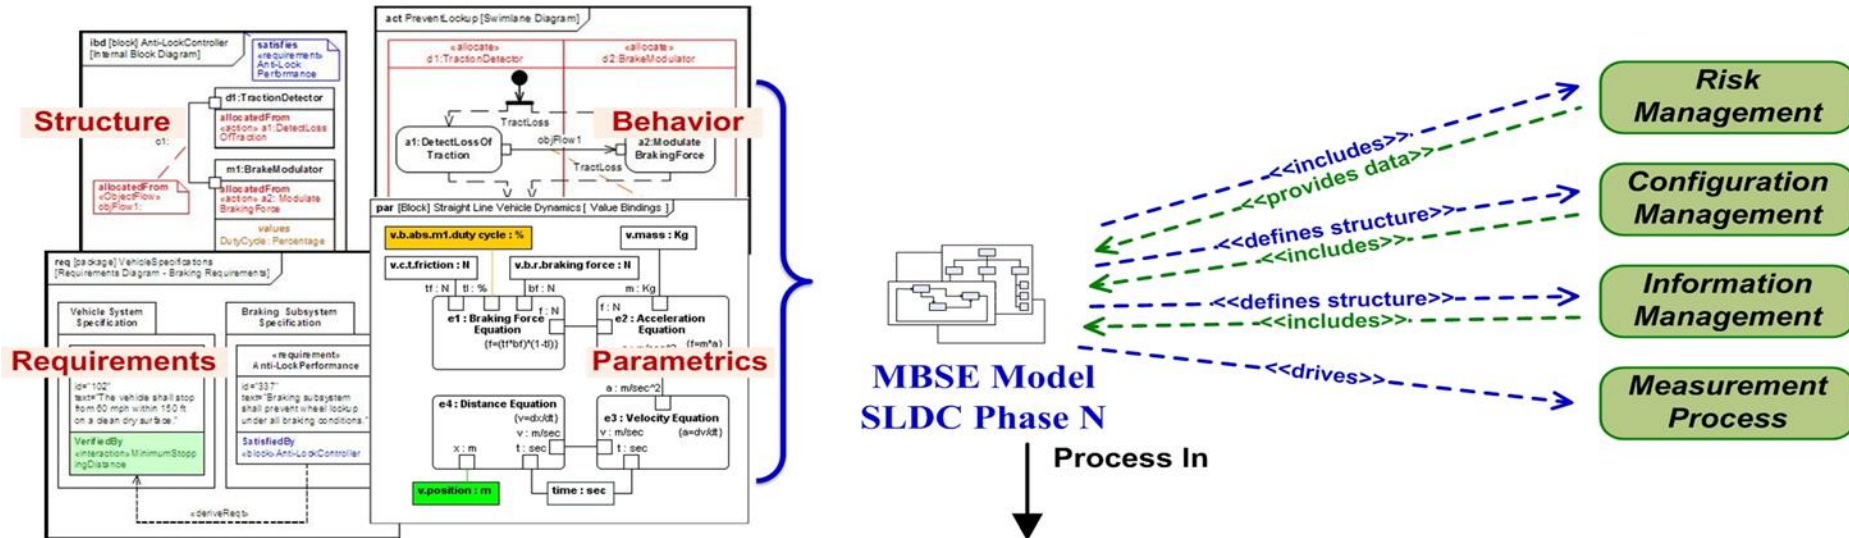 ibd [block] Anti-LockController
[Internal Block Diagram]
satisfies
«requirement»
Anti-Lock
Performance
d1:TractionDetector
allocatedFrom
«action» a1:DetectLoss
OfTraction
Structure
c1:
m1:BrakeModulator
allocatedFrom
«action» a2: Modulate
BrakingForce
values
DutyCycle: Percentage
allocatedFrom
«ObjectFlow»
objFlow1:
act PreventLockup [Swimlane Diagram]
«allocate»
d1:TractionDetector
«allocate»
d2:BrakeModulator
TractLoss
Behavior
a1:DetectLossOf
Traction
objFlow1
a2:Modulate
BrakingForce
TractLoss
req [package] VehicleSpecifications
[Requirements Diagram - Braking Requirements]
Vehicle System
Specification
Braking Subsystem
Specification
Requirements
«requirement»
Anti-LockPerformance
id="102"
text="The vehicle shall stop
from 60 mph within 150 ft
on a clean dry surface."
id="337"
text="Braking subsystem
shall prevent wheel lockup
under all braking conditions."
VerifiedBy
«interaction» MinimumStopp
ingDistance
SatisfiedBy
«block»Anti-LockController
«deriveReqt»
par [Block] Straight Line Vehicle Dynamics [ Value Bindings ]
v.b.abs.m1.duty cycle : %
v.mass : Kg
v.c.t.friction : N
v.b.r.braking force : N
tf : N
tl : %
bf : N
m : Kg
f : N
f : N
e1 : Braking Force
Equation
{f=(tf*bf)*(1-tl)}
e2 : Acceleration
Equation
{f=m*a}
Parametrics
a : m/sec^2
e4 : Distance Equation
{v=dx/dt}
v : m/sec
t : sec
x : m
e3 : Velocity Equation
v : m/sec
{a=dv/dt}
t : sec
v.position : m
time : sec
MBSE Model
SLDC Phase N
Process In
<<includes>>
<<provides data>>
<<defines structure>>
<<includes>>
<<defines structure>>
<<includes>>
<<drives>>
Risk
Management
Configuration
Management
Information
Management
Measurement
Process